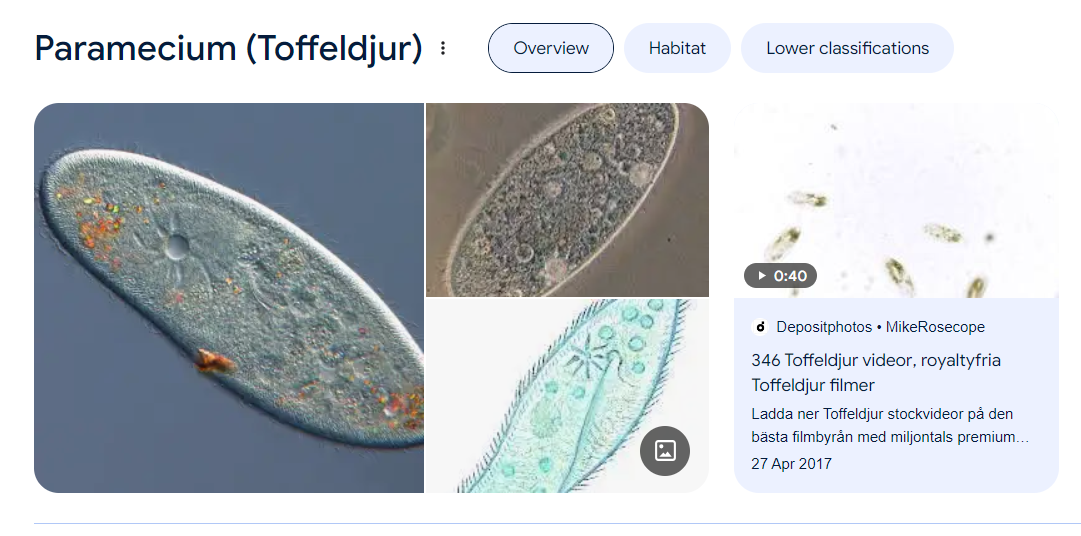 Paramecium (Toffeldjur)
Overview
Habitat
Lower classifications
0:40
Depositphotos • MikeRosecope
346 Toffeldjur videor, royaltyfria
Toffeldjur filmer
Ladda ner Toffeldjur stockvideor på den
bästa filmbyrån med miljontals premium...
27 Apr 2017